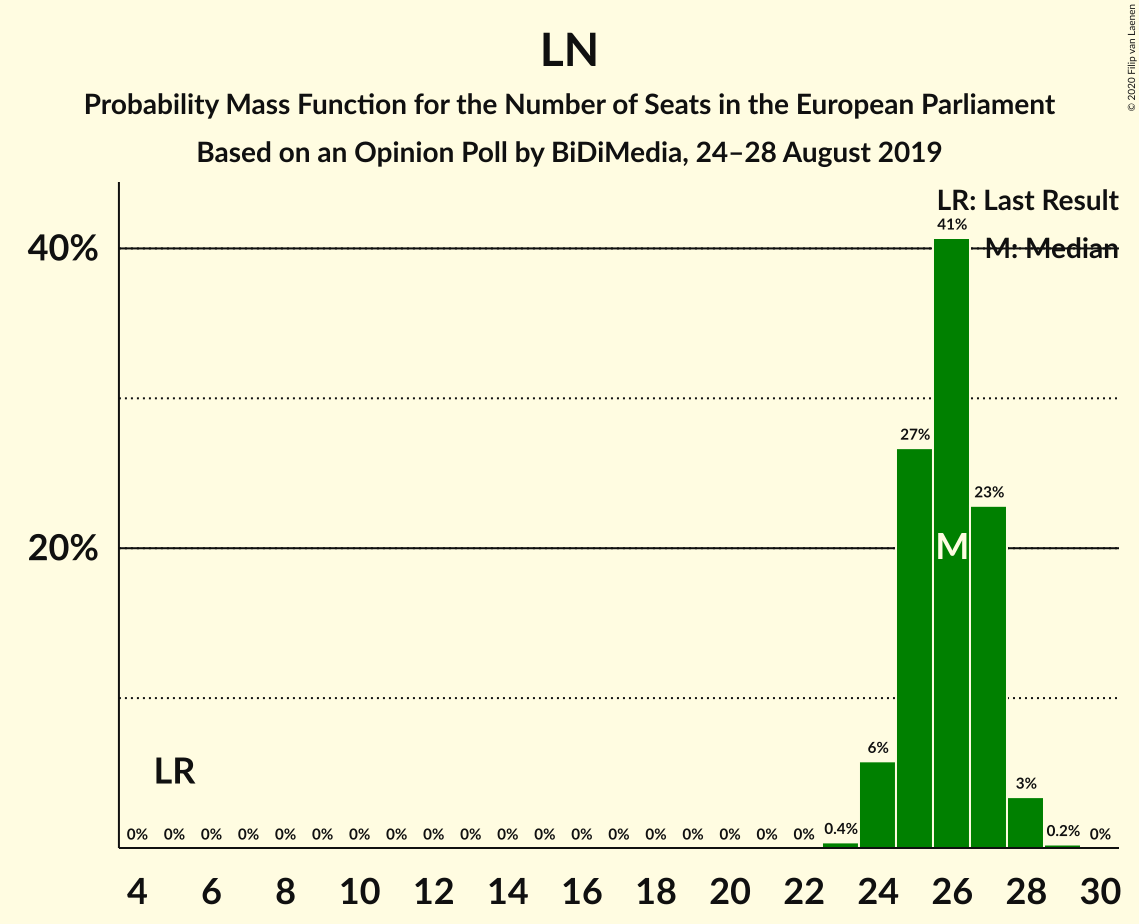 LN
Probability Mass Function for the Number of Seats in the European Parliament
Based on an Opinion Poll by BiDiMedia, 24–28 August 2019
© 2020 Filip van Laenen
LR: Last Result
M: Median
40%
20%
41%
27%
23%
M
6%
3%
LR
0% 0% 0% 0% 0% 0% 0% 0% 0% 0% 0% 0% 0% 0% 0% 0% 0% 0% 0% 0.4% 0.2% 0%
4 6 8 10 12 14 16 18 20 22 24 26 28 30